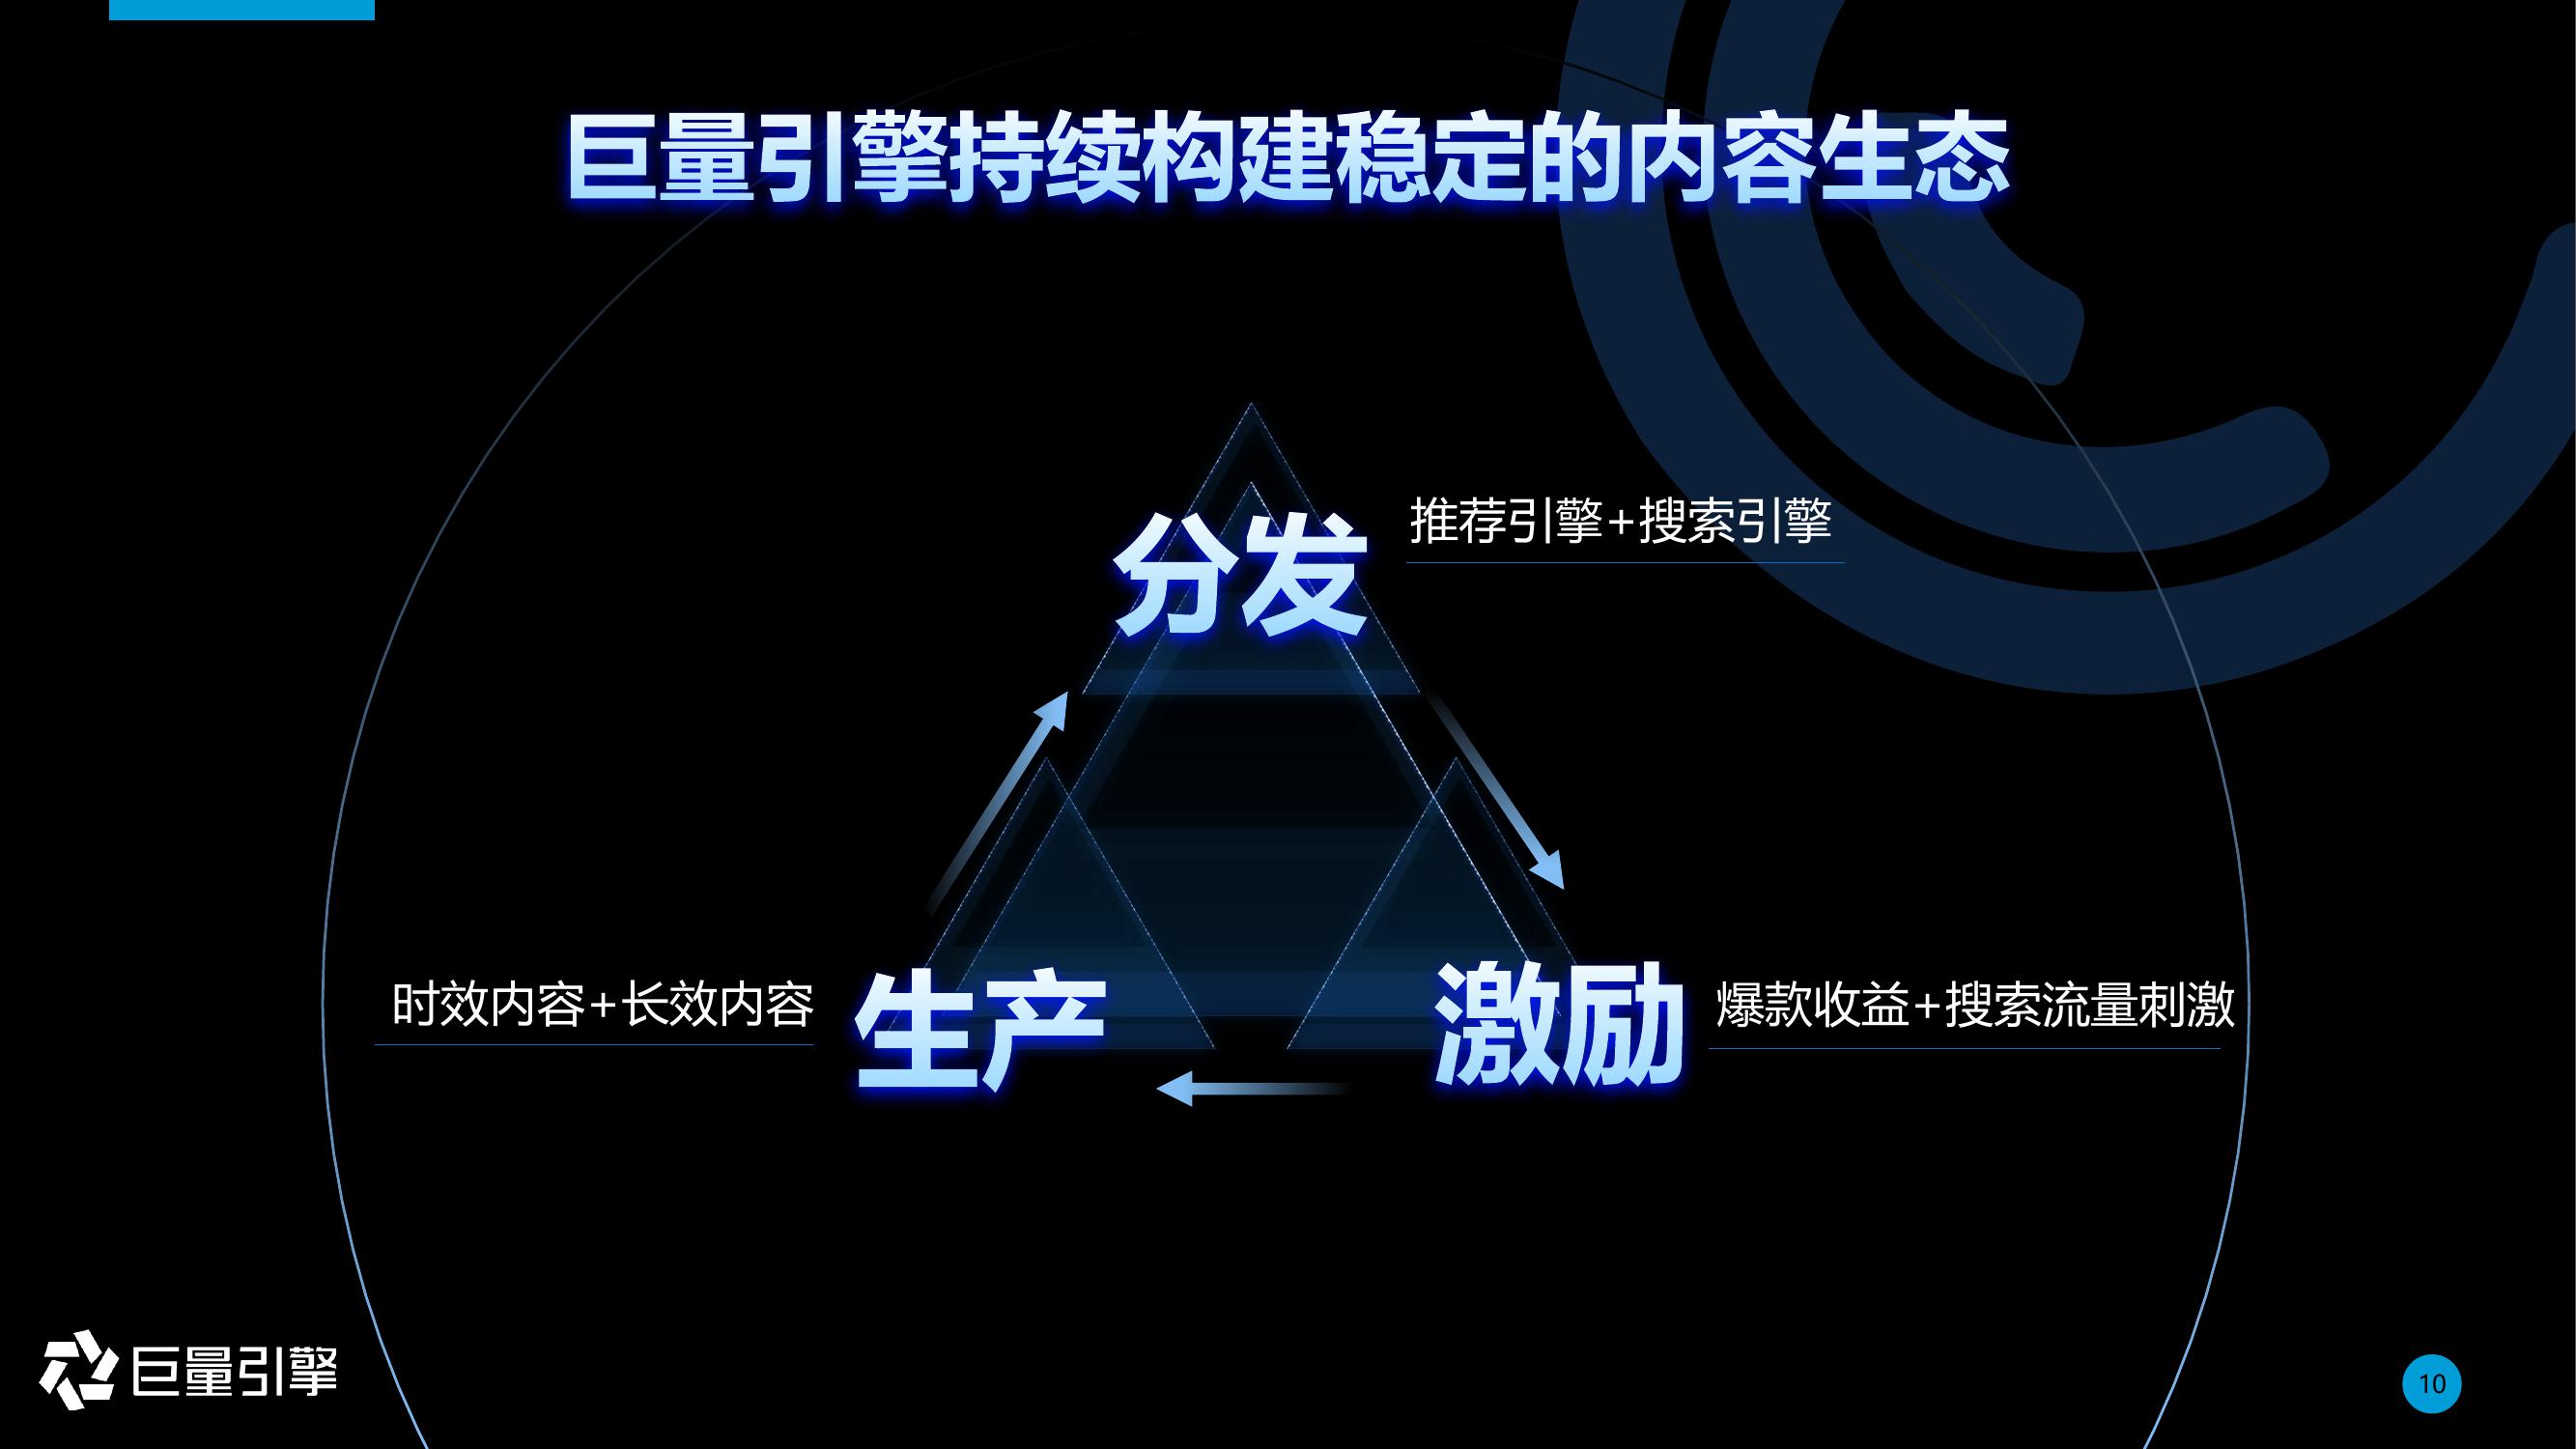 巨量引擎持续构建稳定的内容生态
推荐引擎+搜索引擎
分发
时效内容+长效内容
生产
激励
爆款收益+搜索流量刺激
巨量引擎
10